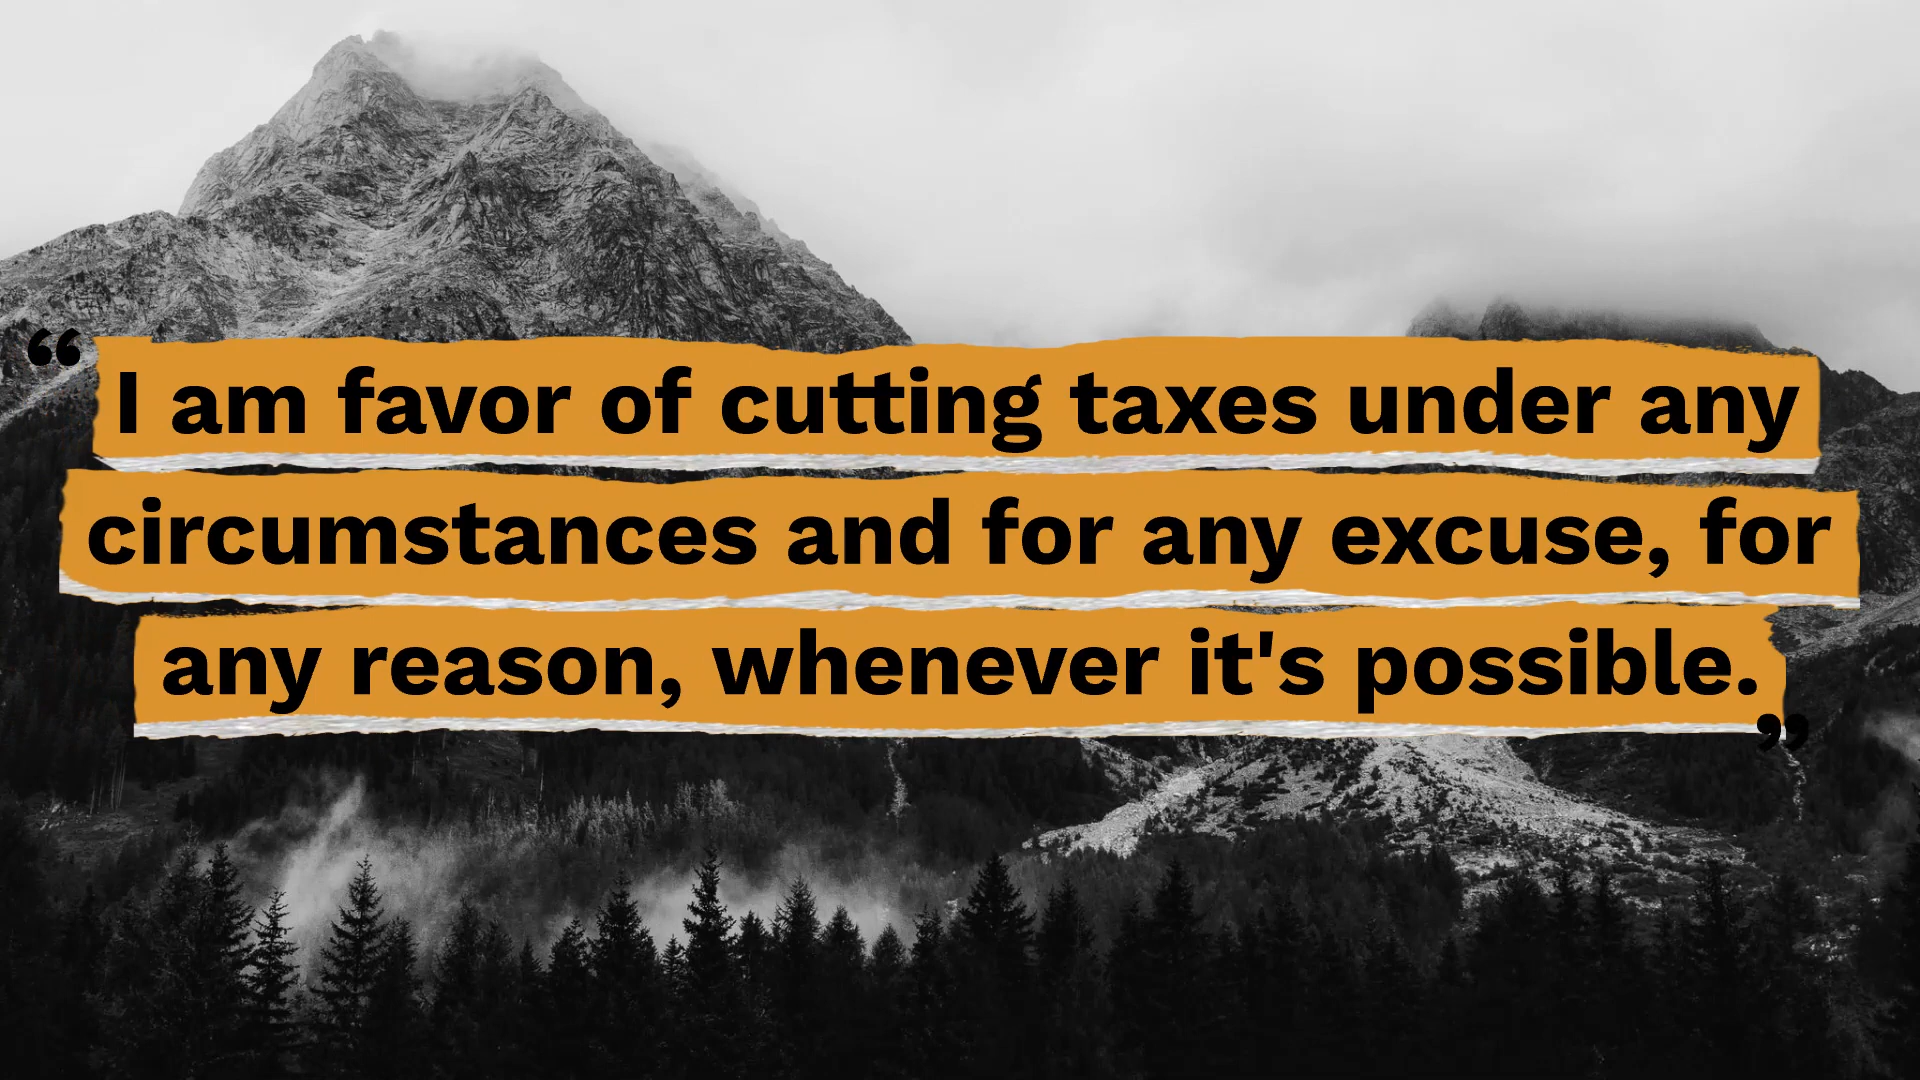 “I am favor of cutting taxes under any
circumstances and for any excuse, for
any reason, whenever it's possible.”